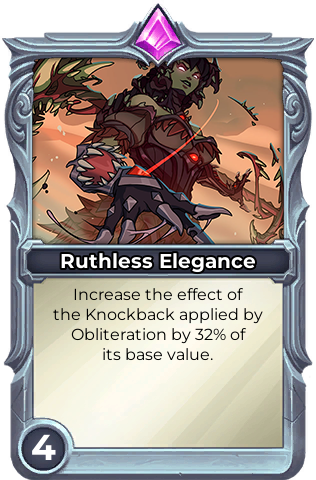 Ruthless Elegance
Increase the effect of
the Knockback applied by
Obliteration by 32% of
its base value.
4